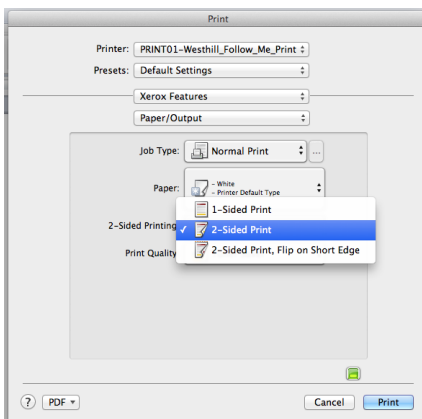 Print
Printer: PRINT01-Westhill_Follow_Me_Print
Presets: Default Settings
Xerox Features
Paper/Output
Job Type: Normal Print ...
Paper: - White
- Printer Default Type
1-Sided Print
2-Sided Printing ✓ 2-Sided Print
2-Sided Print, Flip on Short Edge
Print Quality
? PDF Cancel Print